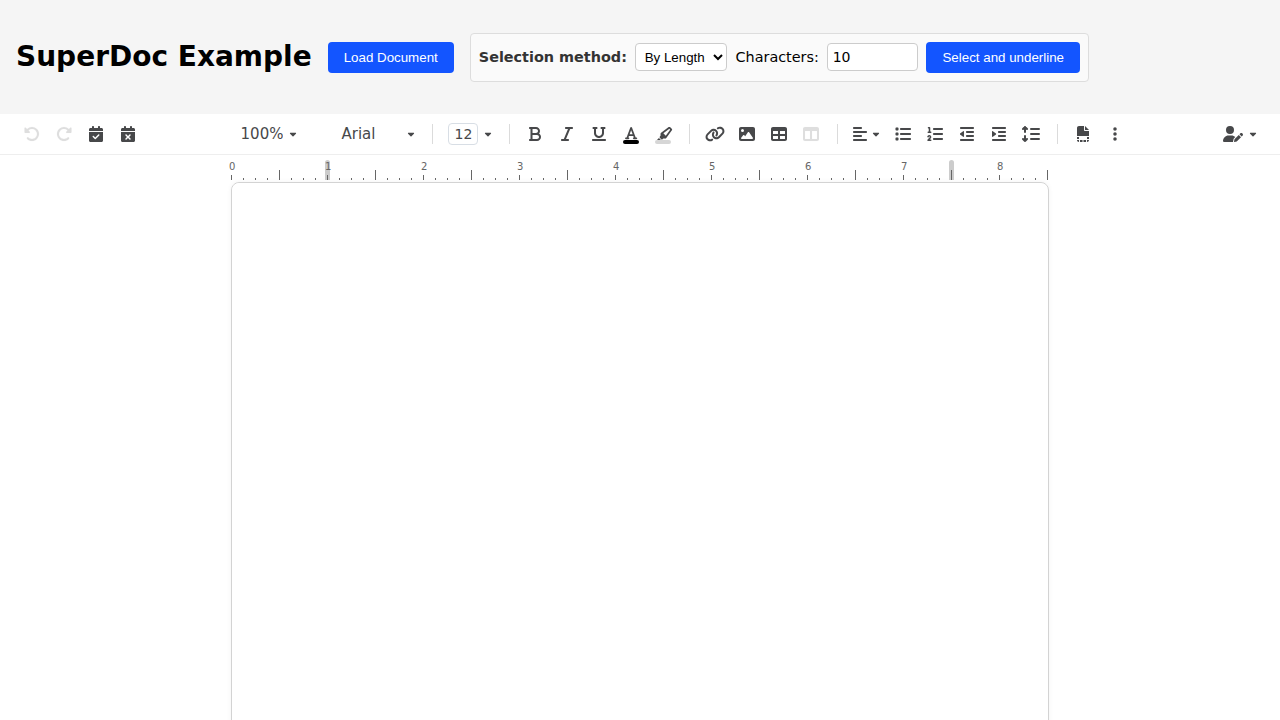 SuperDoc Example
Load Document
Selection method: By Length Characters: 10 Select and underline
100% Arial 12
0 1 2 3 4 5 6 7 8